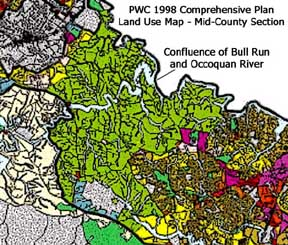 PWC 1998 Comprehensive Plan
Land Use Map - Mid-County Section
Confluence of Bull Run
and Occoquan River